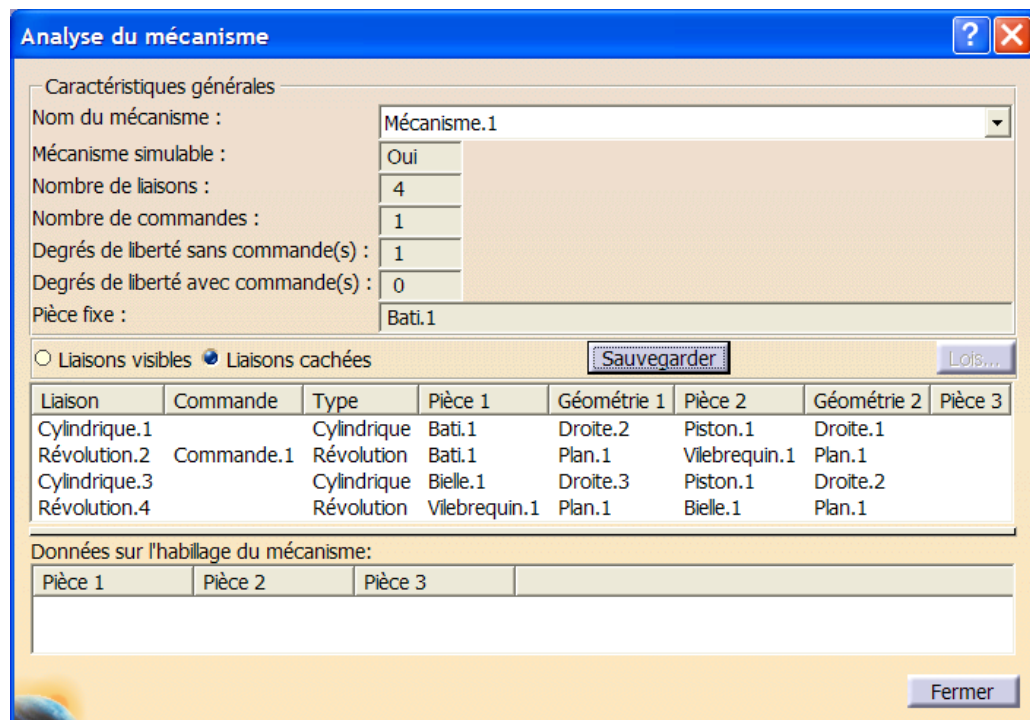 Analyse du mécanisme
Caractéristiques générales
Nom du mécanisme : Mécanisme.1
Mécanisme simulable : Oui
Nombre de liaisons : 4
Nombre de commandes : 1
Degrés de liberté sans commande(s) : 1
Degrés de liberté avec commande(s) : 0
Pièce fixe : Bati.1
Liaisons visibles Liaisons cachées Sauvegarder Lois...
Liaison Commande Type Pièce 1 Géométrie 1 Pièce 2 Géométrie 2 Pièce 3
Cylindrique.1 Cylindrique Bati.1 Droite.2 Piston.1 Droite.1
Révolution.2 Commande.1 Révolution Bati.1 Plan.1 Vilebrequin.1 Plan.1
Cylindrique.3 Cylindrique Bielle.1 Droite.3 Piston.1 Droite.2
Révolution.4 Révolution Vilebrequin.1 Plan.1 Bielle.1 Plan.1
Données sur l'habillage du mécanisme:
Pièce 1 Pièce 2 Pièce 3
Fermer